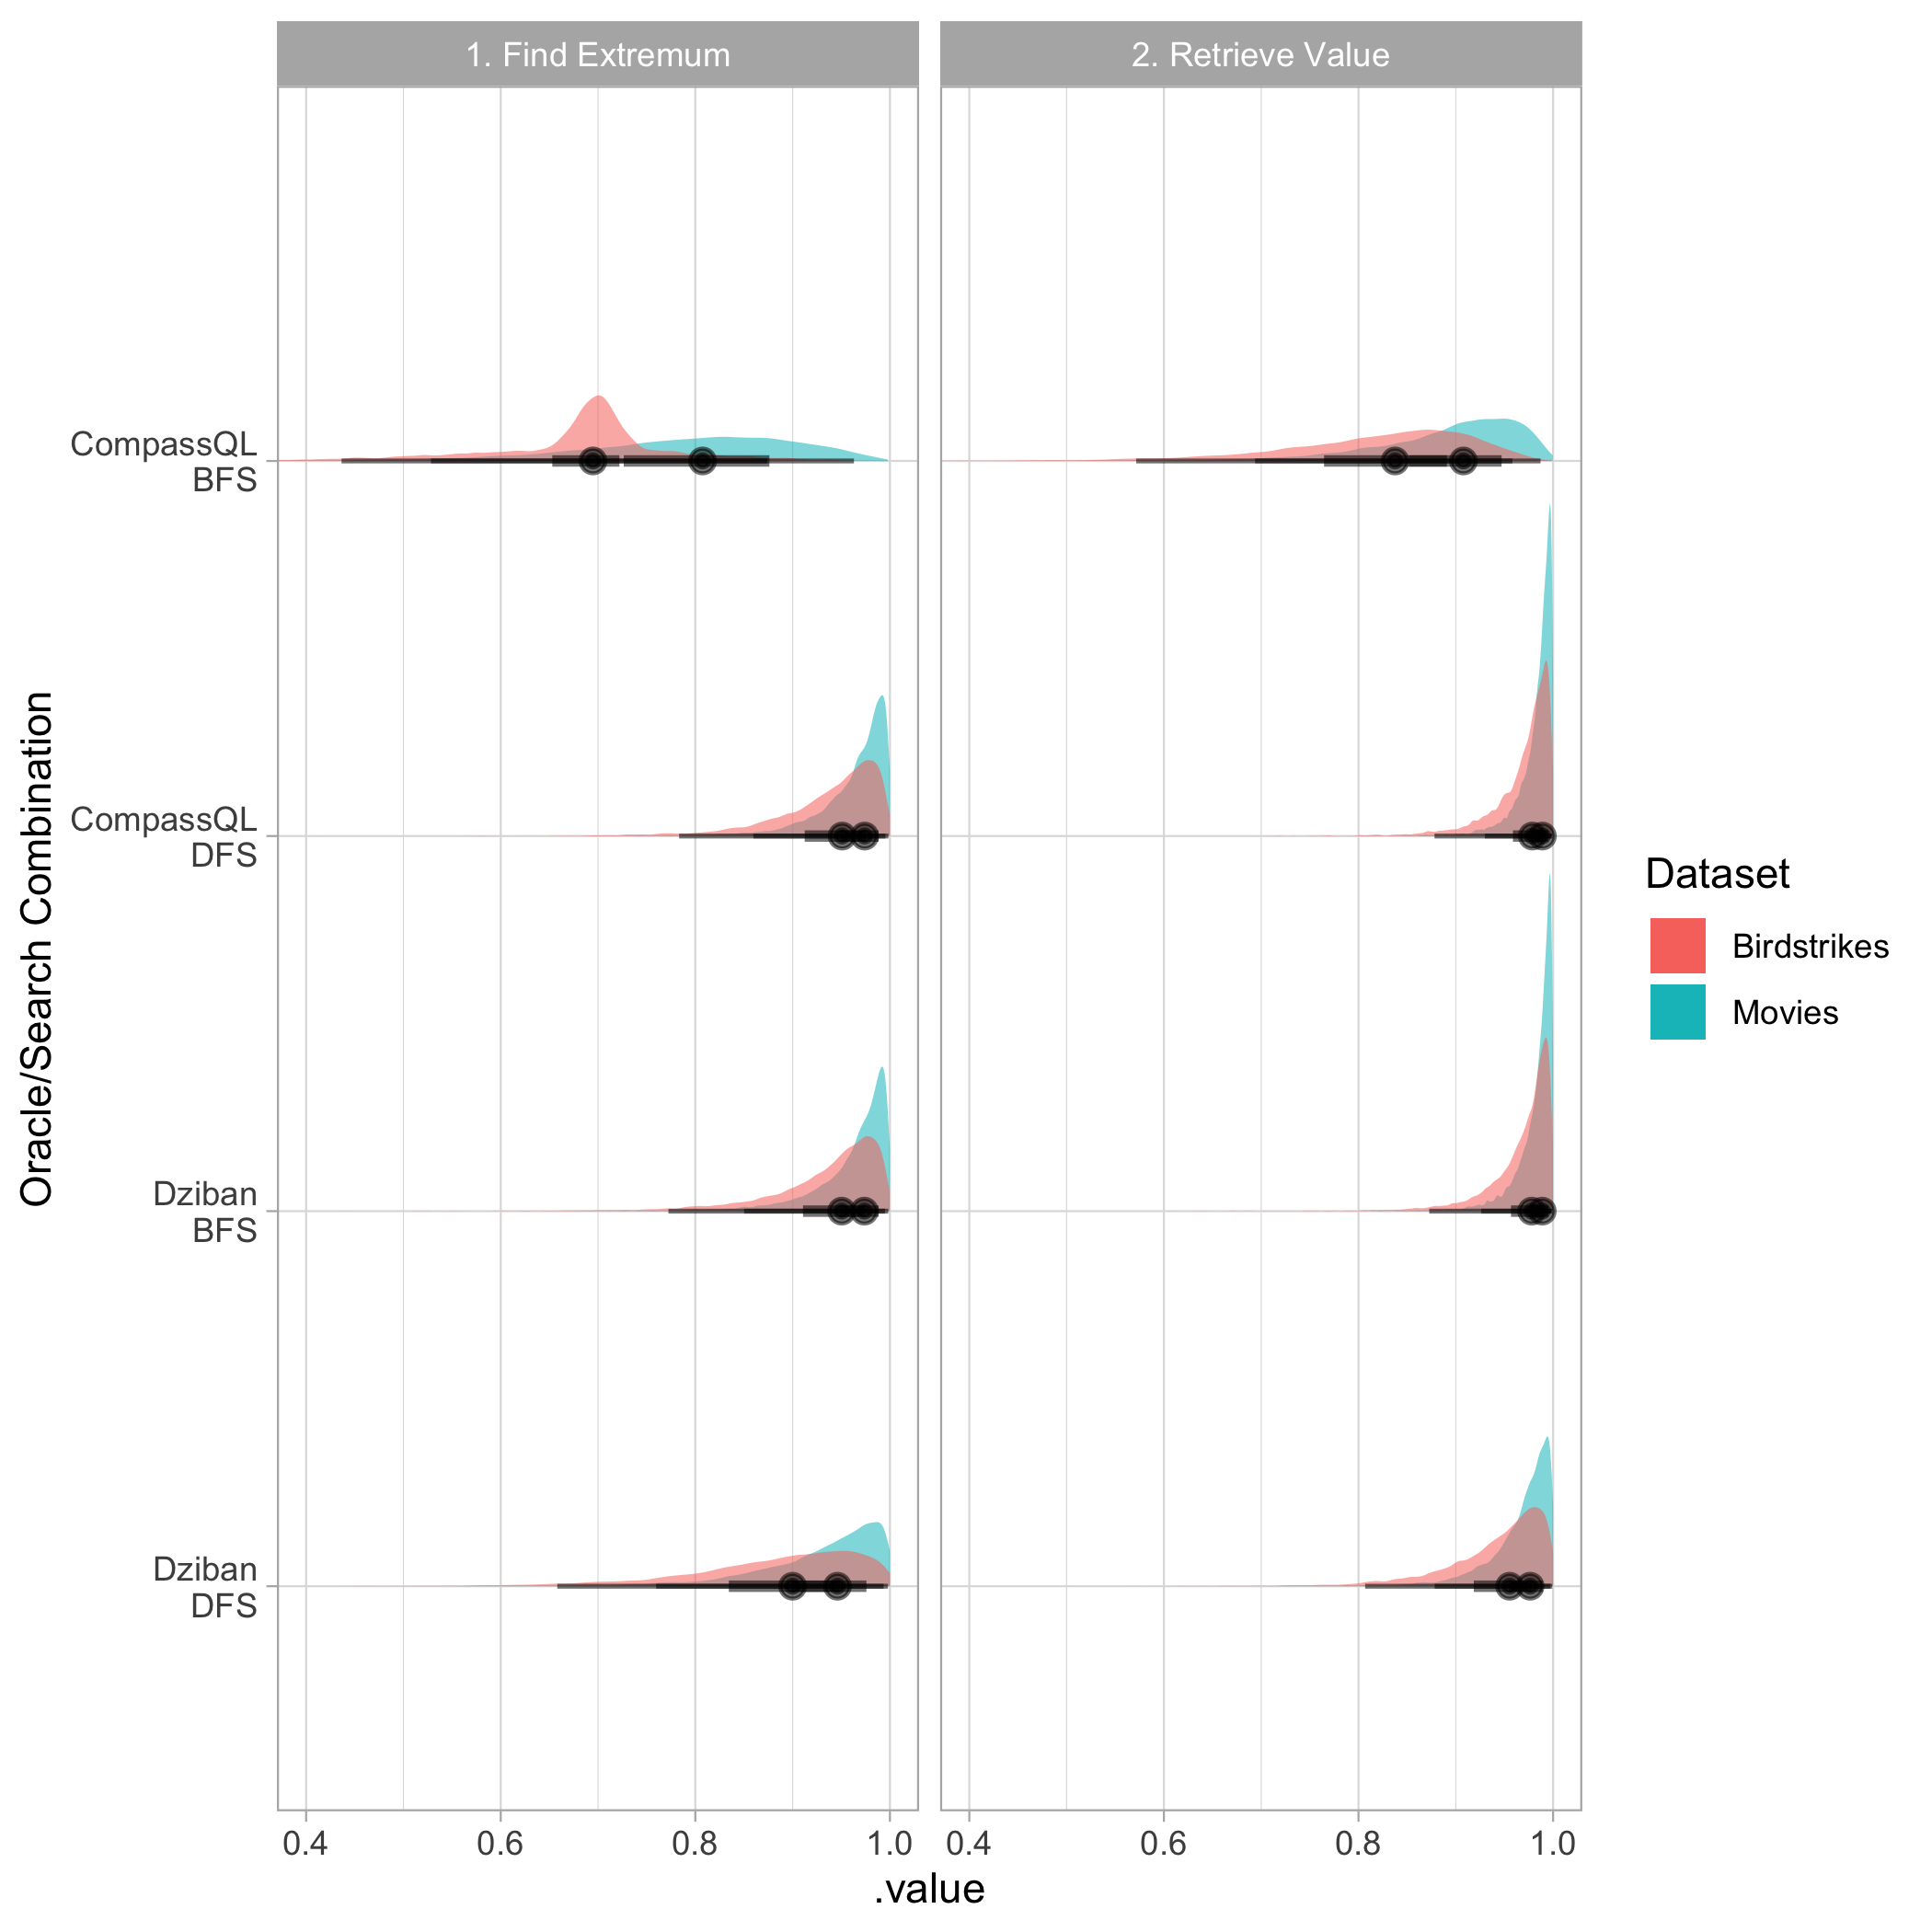 1. Find Extremum
2. Retrieve Value
Oracle/Search Combination
CompassQL
BFS
CompassQL
DFS
Dziban
BFS
Dziban
DFS
0.4 0.6 0.8 1.0
0.4 0.6 0.8 1.0
.value
Dataset
Birdstrikes
Movies